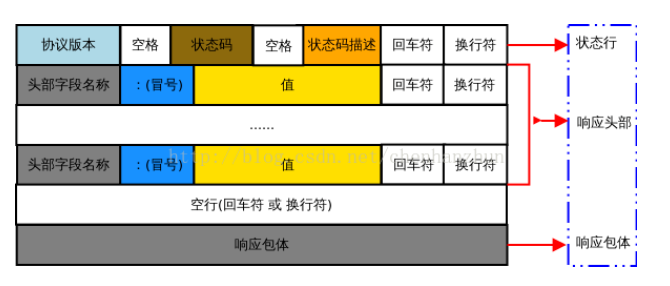 协议版本 空格 状态码 空格 状态码描述 回车符 换行符 状态行
头部字段名称 :(冒号) 值 回车符 换行符
...... 响应头部
头部字段名称 :(冒号) 值 回车符 换行符
http://blog.csdn.net/chenhanzhun
空行(回车符 或 换行符)
响应包体 响应包体